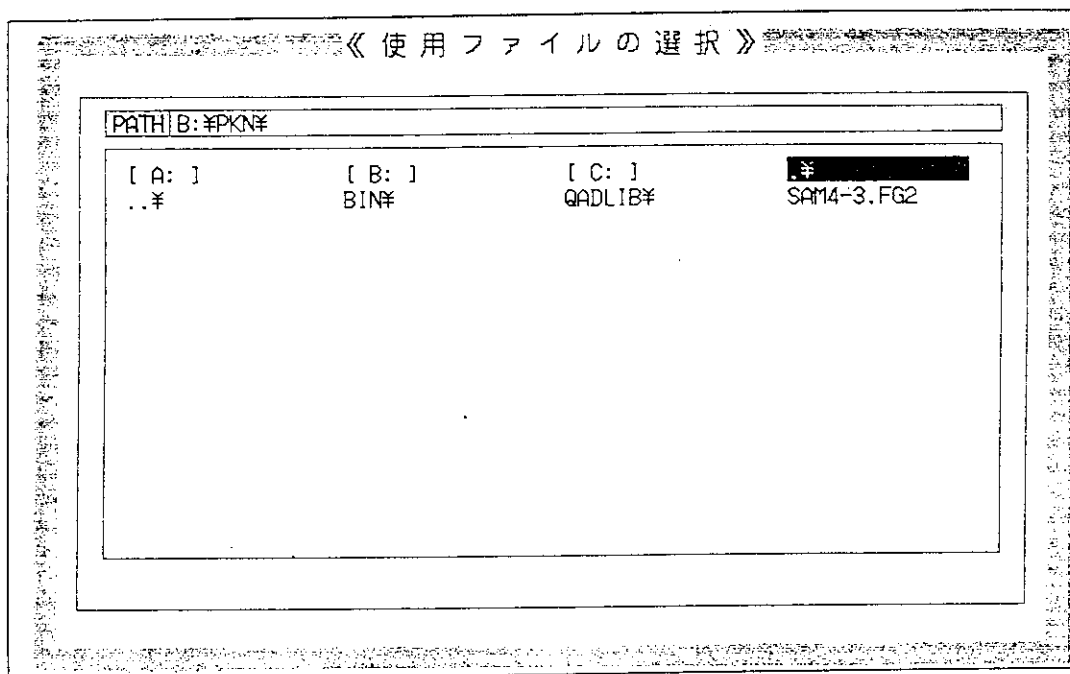 《使用ファイルの選択》
PATH B:¥PKN¥
[ A: ] [ B: ] [ C: ] .¥
..¥ BIN¥ QADLIB¥ SAM4-3.FG2